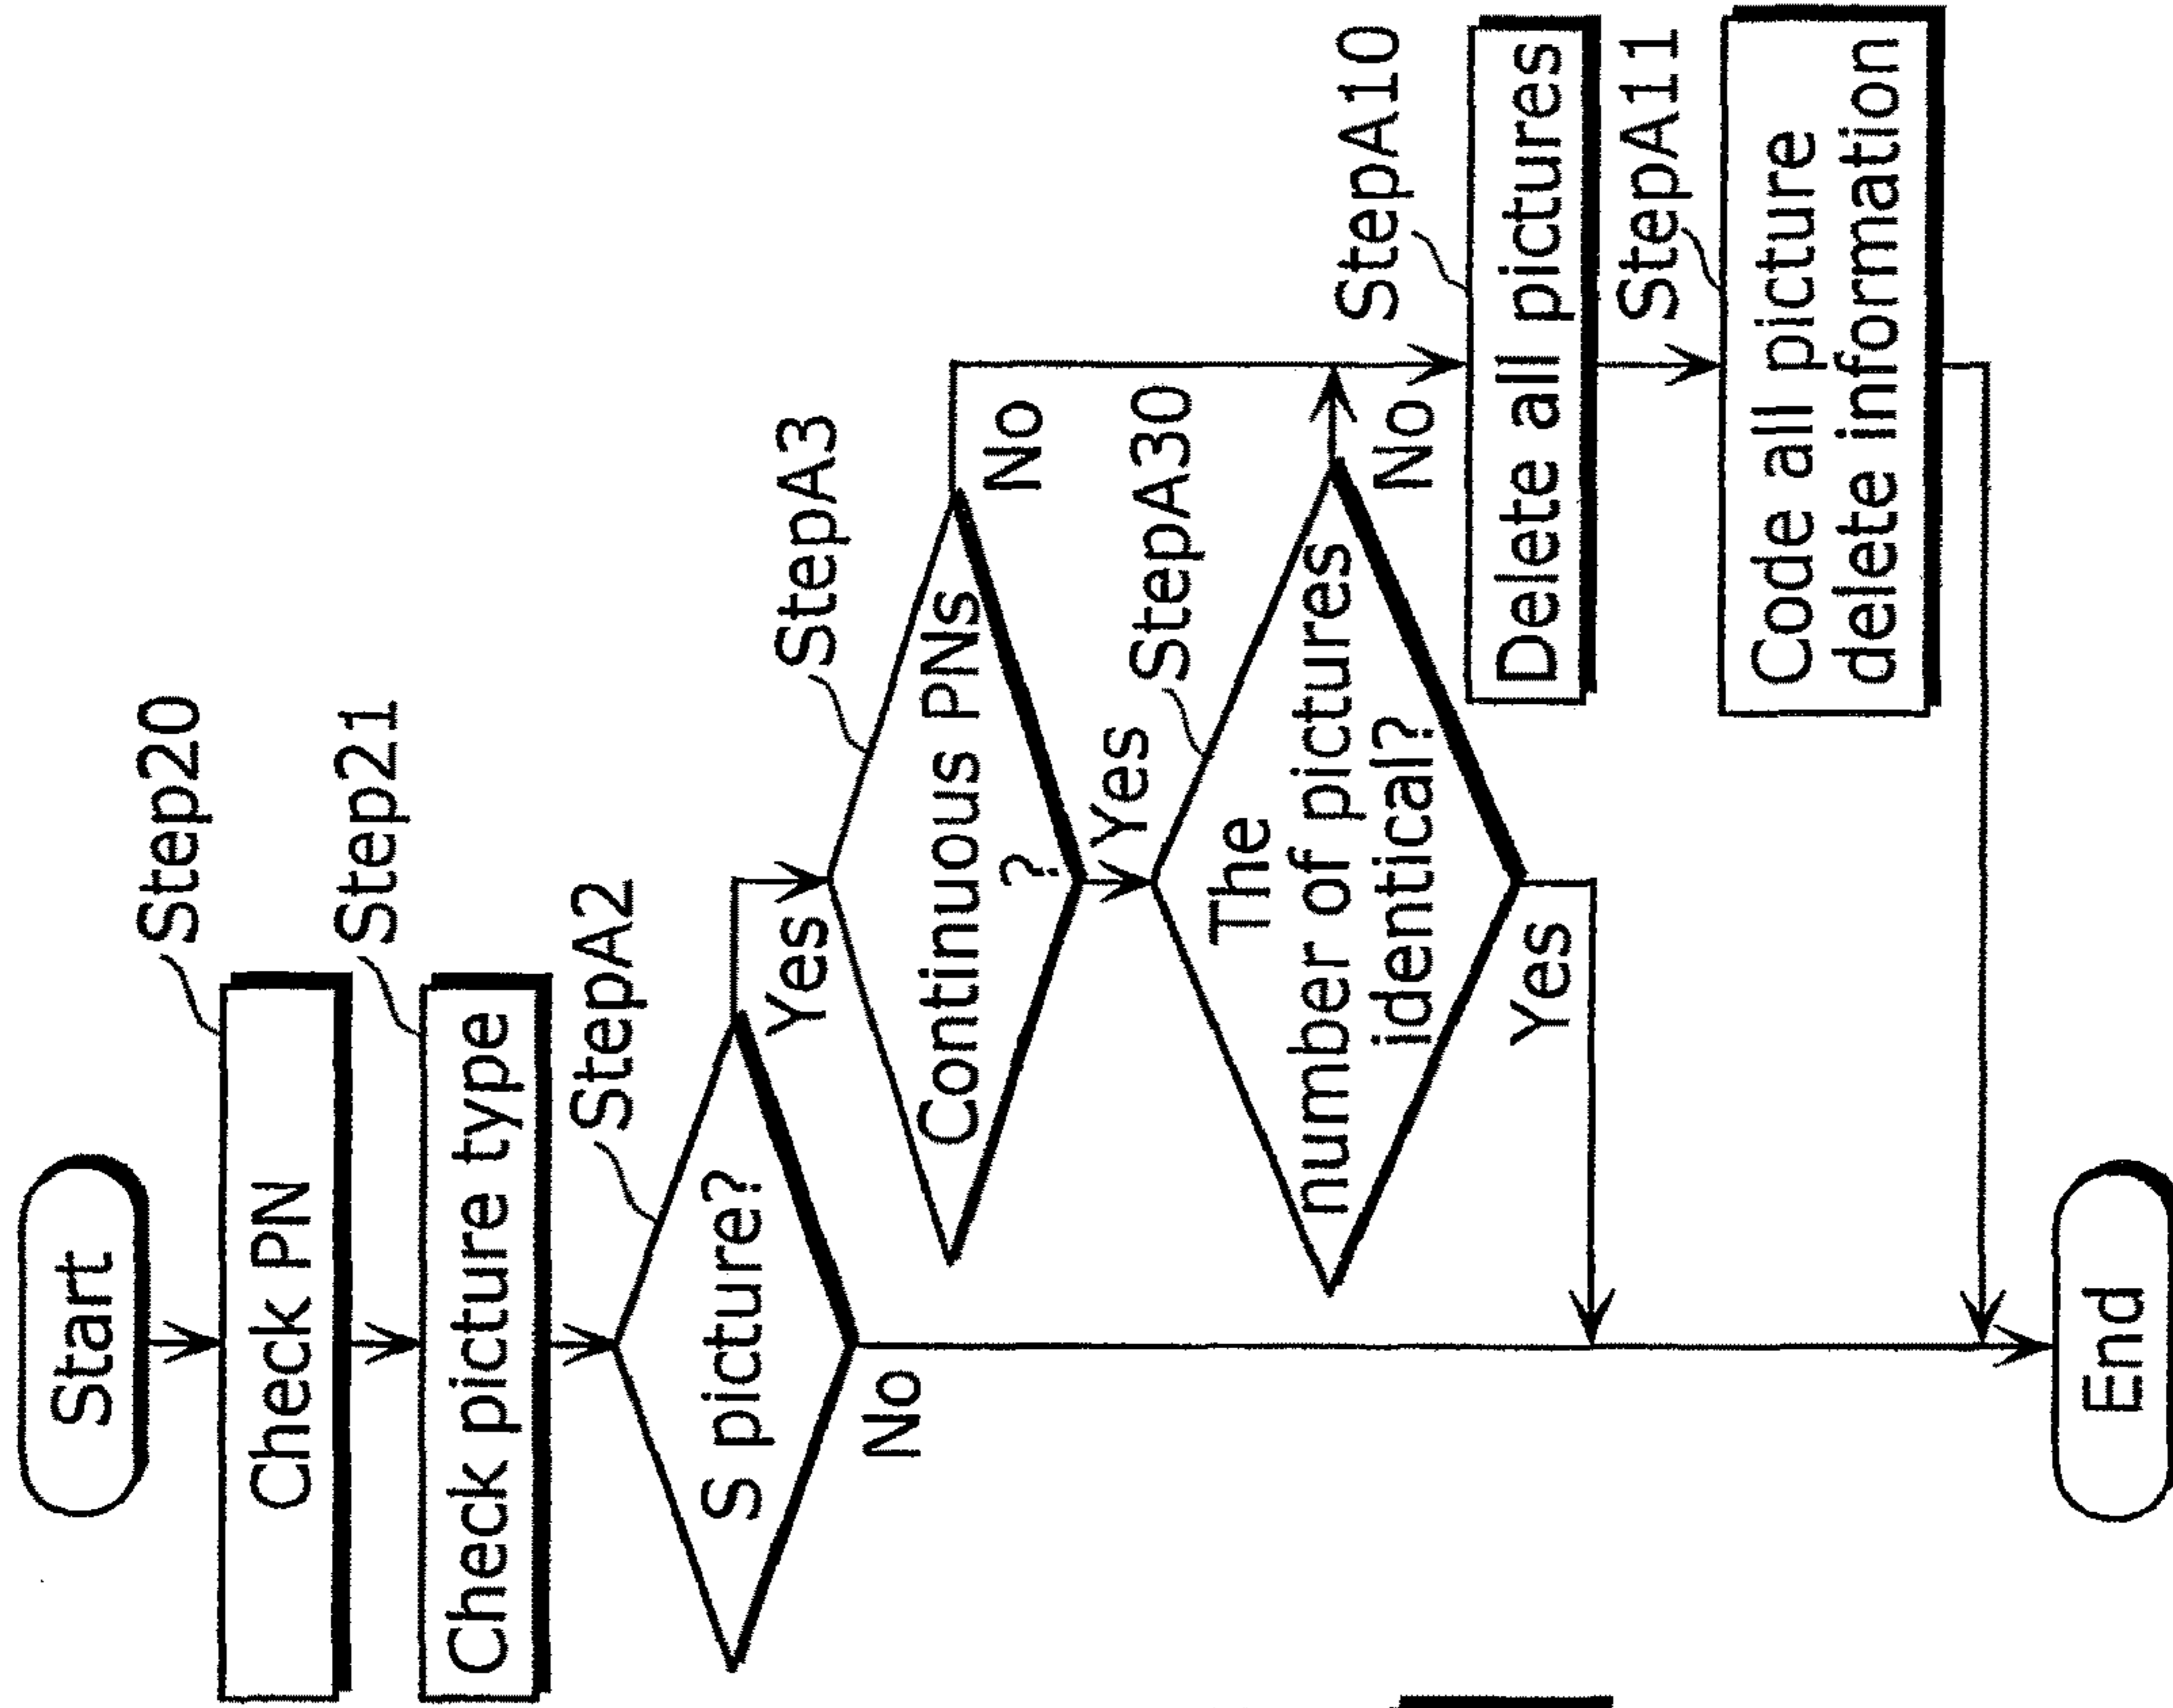 Start
Step20
Check PN
Step21
Check picture type
StepA2
S picture?
Yes
No
StepA3
Continuous PNs
?
No
Yes
StepA30
The
number of pictures
identical?
No
Yes
StepA10
Delete all pictures
StepA11
Code all picture
delete information
End